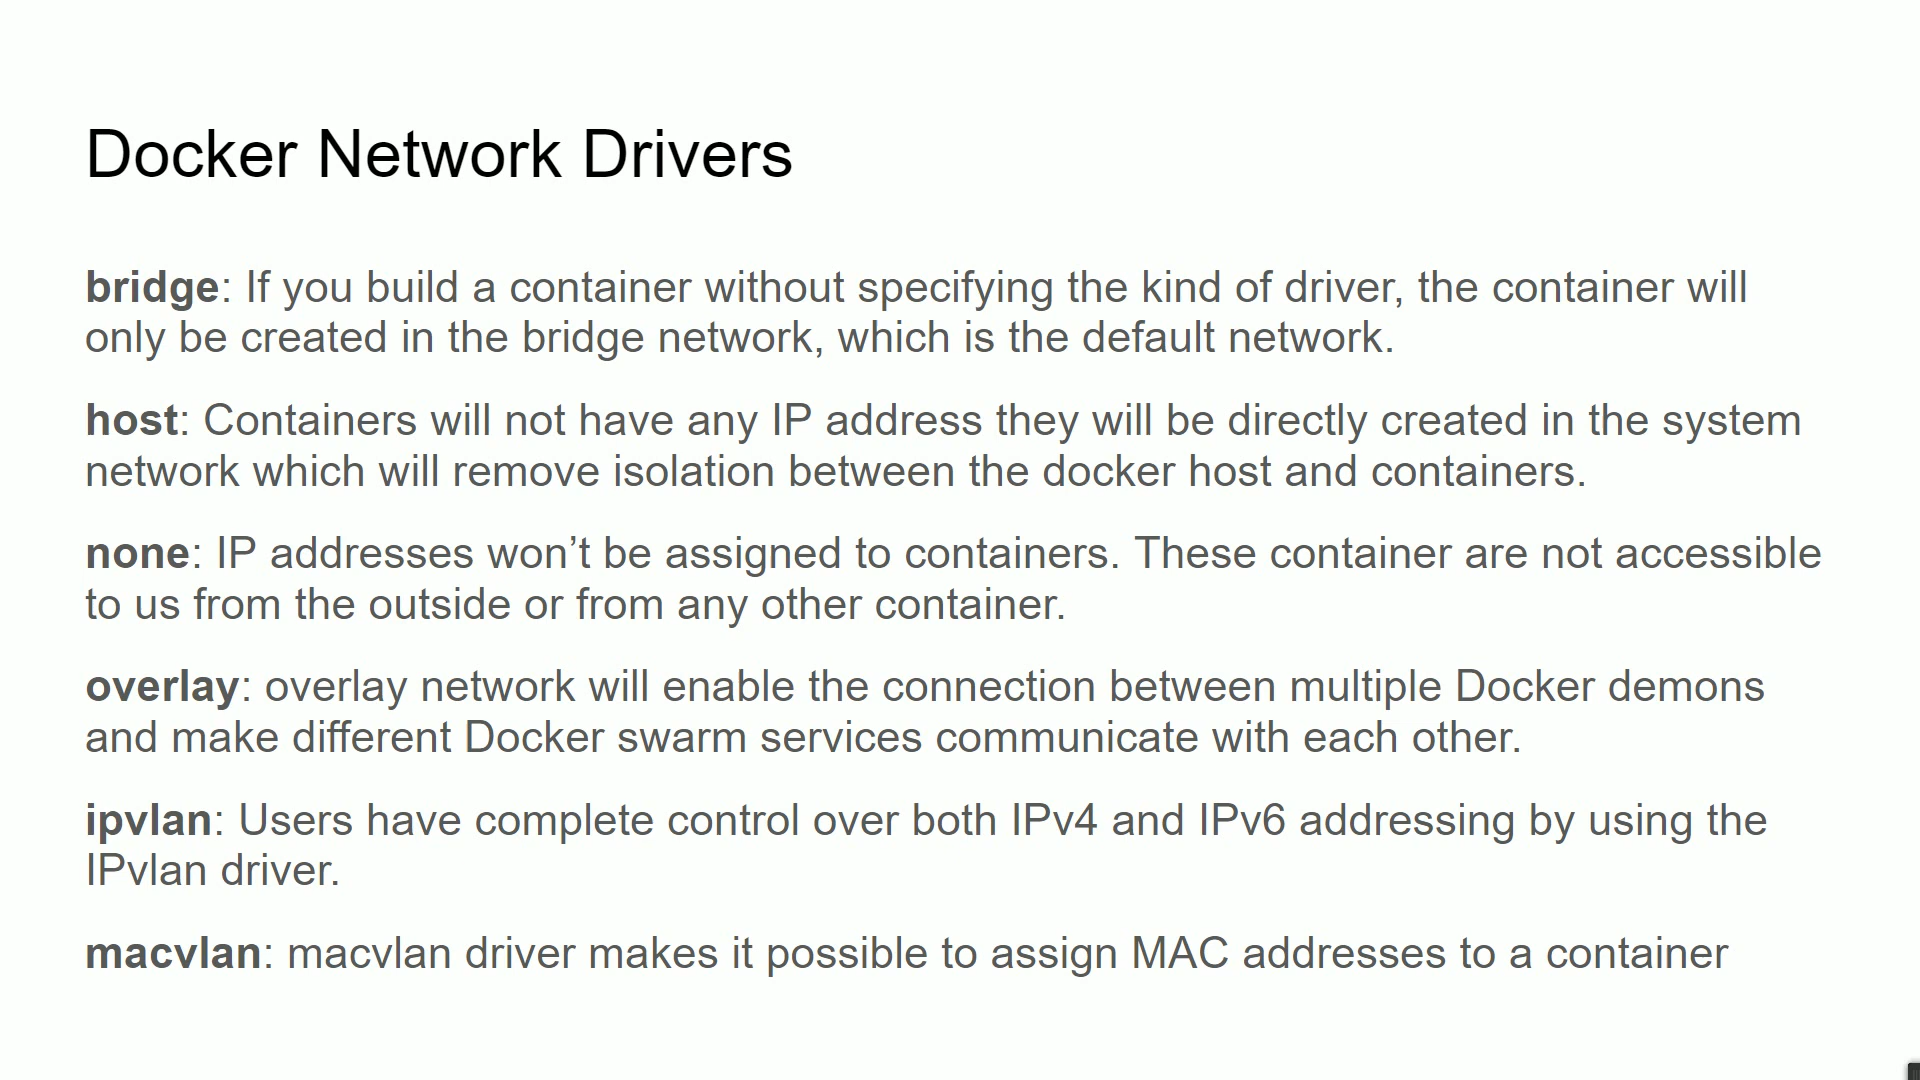 Docker Network Drivers
bridge: If you build a container without specifying the kind of driver, the container will
only be created in the bridge network, which is the default network.
host: Containers will not have any IP address they will be directly created in the system
network which will remove isolation between the docker host and containers.
none: IP addresses won’t be assigned to containers. These container are not accessible
to us from the outside or from any other container.
overlay: overlay network will enable the connection between multiple Docker demons
and make different Docker swarm services communicate with each other.
ipvlan: Users have complete control over both IPv4 and IPv6 addressing by using the
IPvlan driver.
macvlan: macvlan driver makes it possible to assign MAC addresses to a container